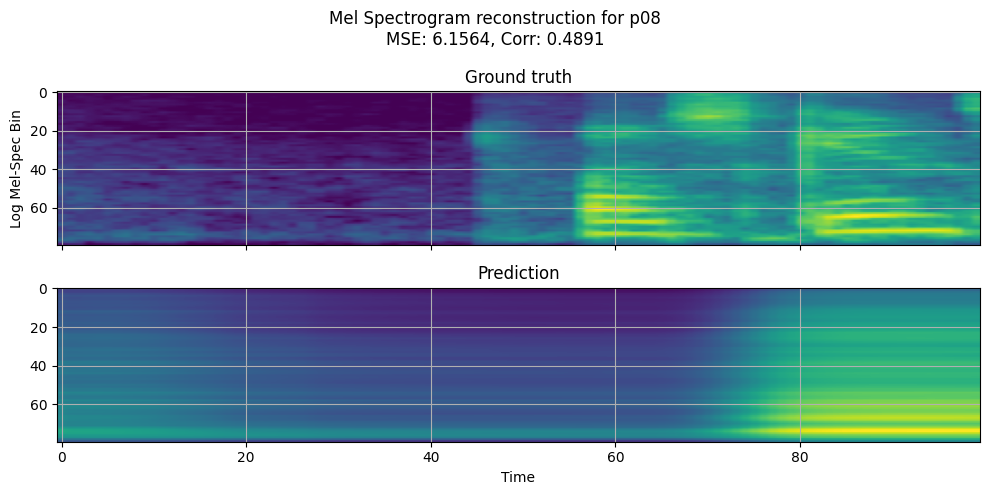 Mel Spectrogram reconstruction for p08
MSE: 6.1564, Corr: 0.4891
Ground truth
0
20
40
60
Log Mel-Spec Bin
Prediction
0
20
40
60
0 20 40 60 80
Time